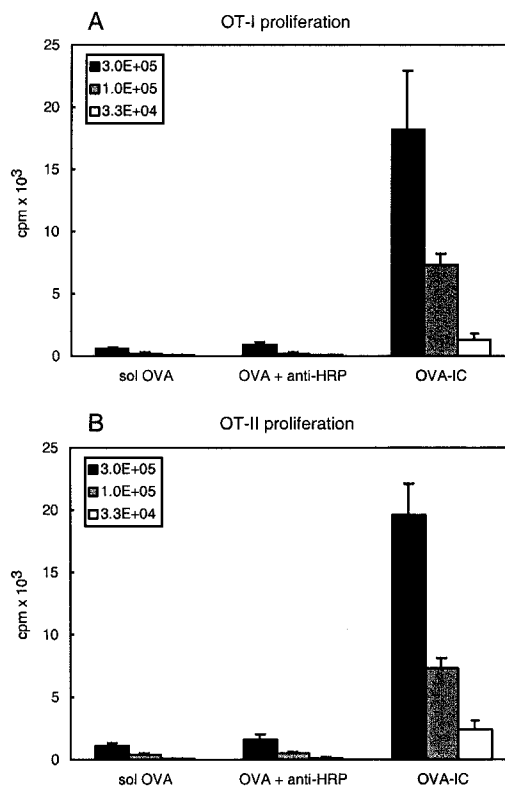 A
OT-I proliferation
25
20
15
10
5
0
cpm x 10³
3.0E+05
1.0E+05
3.3E+04
sol OVA
OVA + anti-HRP
OVA-IC
B
OT-II proliferation
25
20
15
10
5
0
cpm x 10³
3.0E+05
1.0E+05
3.3E+04
sol OVA
OVA + anti-HRP
OVA-IC